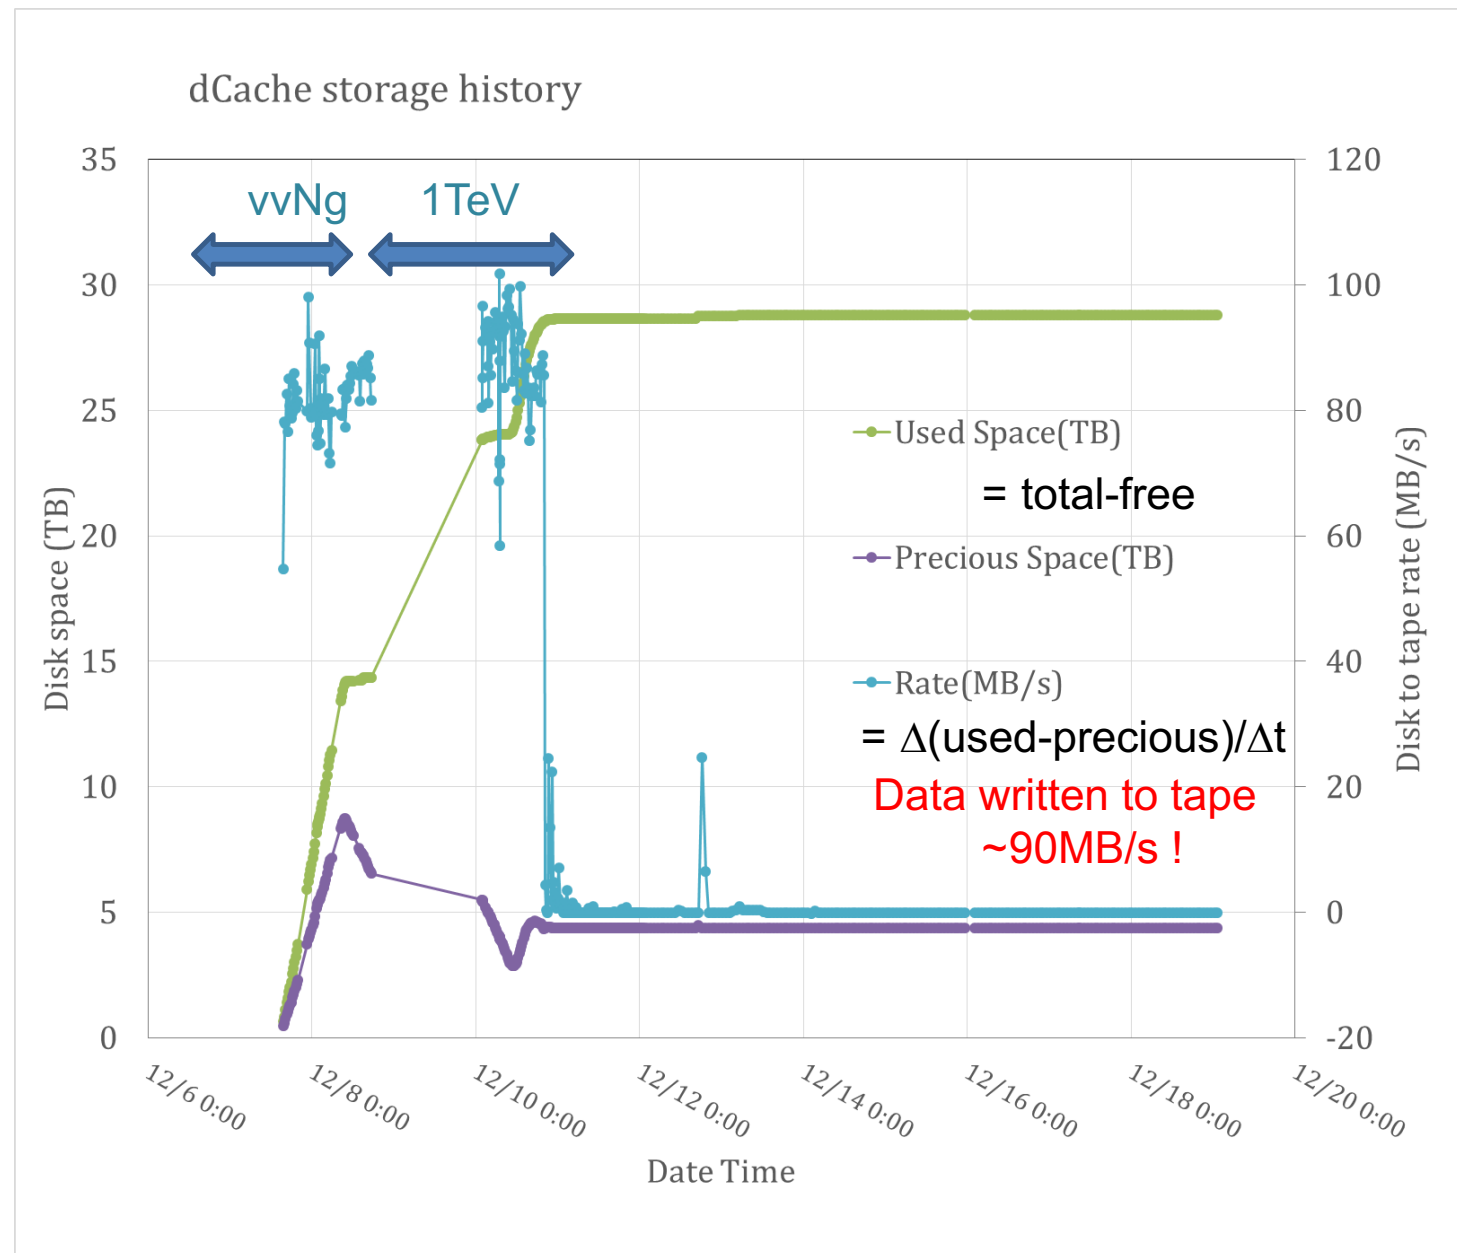 dCache storage history
35
30
25
20
15
10
5
0
Disk space (TB)
vvNg
1TeV
Used Space(TB)
= total-free
Precious Space(TB)
Rate(MB/s)
= Δ(used-precious)/Δt
Data written to tape
~90MB/s !
120
100
80
60
40
20
0
-20
Disk to tape rate (MB/s)
12/6 0:00
12/8 0:00
12/10 0:00
12/12 0:00
12/14 0:00
12/16 0:00
12/18 0:00
12/20 0:00
Date Time